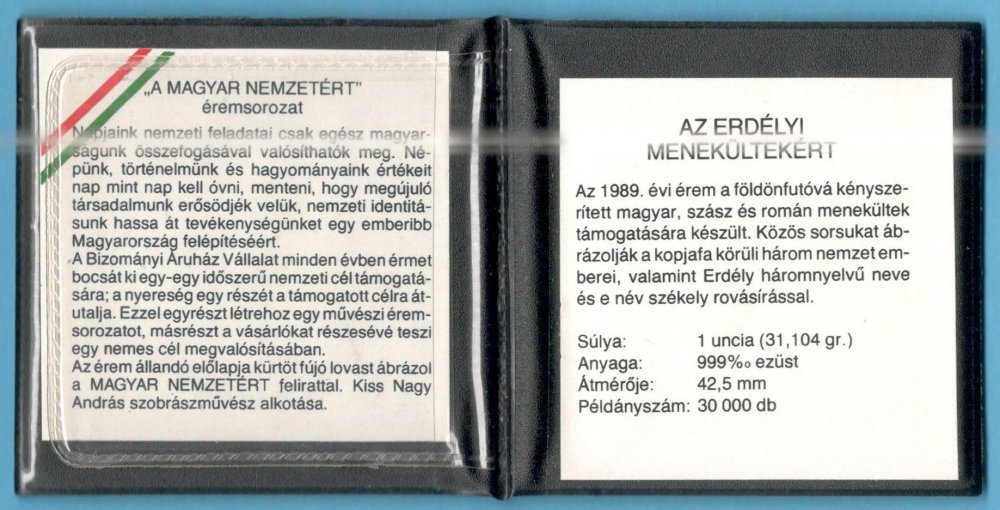 „A MAGYAR NEMZETÉRT”
éremsorozat
Napjaink nemzeti feladatai csak egész magyar-
ságunk összefogásával valósíthatók meg. Né-
pünk, történelmünk és hagyományaink értékeit
nap mint nap kell óvni, menteni, hogy megújuló
társadalmunk erősödjék velük, nemzeti identitá-
sunk hassa át tevékenységünket egy emberibb
Magyarország felépítéséért.
A Bizományi Áruház Vállalat minden évben érmet
bocsát ki egy-egy időszerű nemzeti cél támogatá-
sára; a nyereség egy részét a támogatott célra át-
utalja. Ezzel egyrészt létrehoz egy művészi érem-
sorozatot, másrészt a vásárlókat részesévé teszi
egy nemes cél megvalósításában.
Az érem állandó előlapja kürtöt fújó lovast ábrázol
a MAGYAR NEMZETÉRT felirattal. Kiss Nagy
András szobrászművész alkotása.
AZ ERDÉLYI
MENEKÜLTEKÉRT
Az 1989. évi érem a földönfutóvá kénysze-
rített magyar, szász és román menekültek
támogatására készült. Közös sorsukat áb-
rázolják a kopjafa körüli három nemzet em-
berei, valamint Erdély háromnyelvű neve
és e név székely rovásírással.
Súlya: 1 uncia (31,104 gr.)
Anyaga: 999‰ ezüst
Átmérője: 42,5 mm
Példányszám: 30 000 db